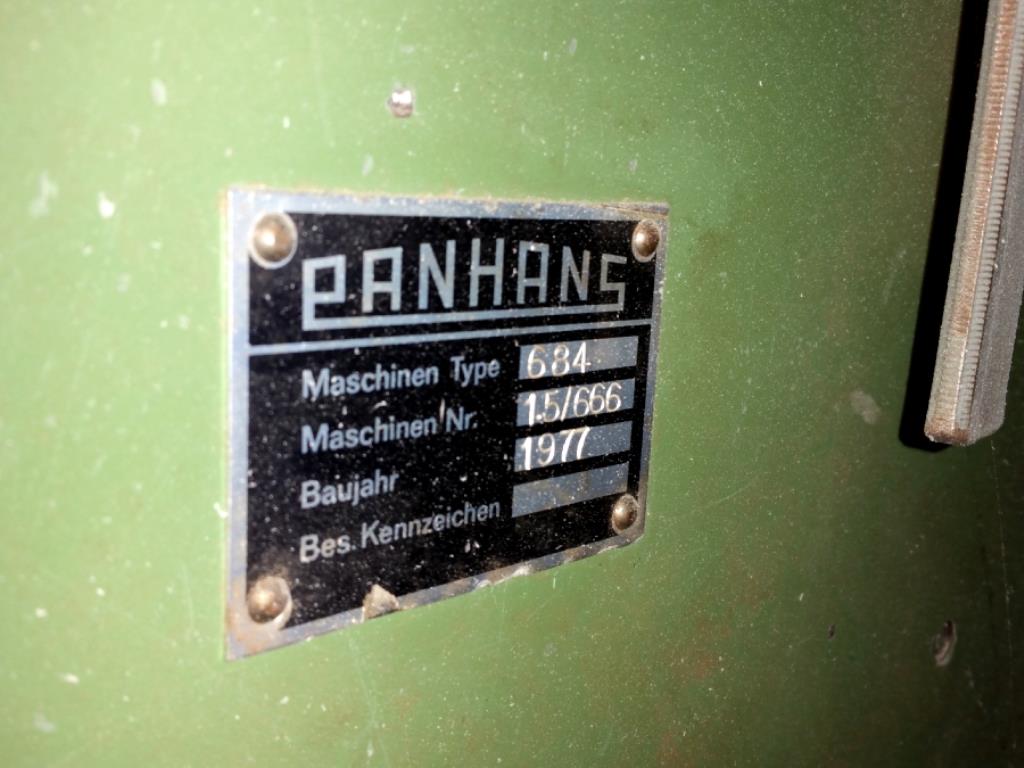 PANHANS
Maschinen Type 684
Maschinen Nr. 15/666
Baujahr 1977
Bes. Kennzeichen